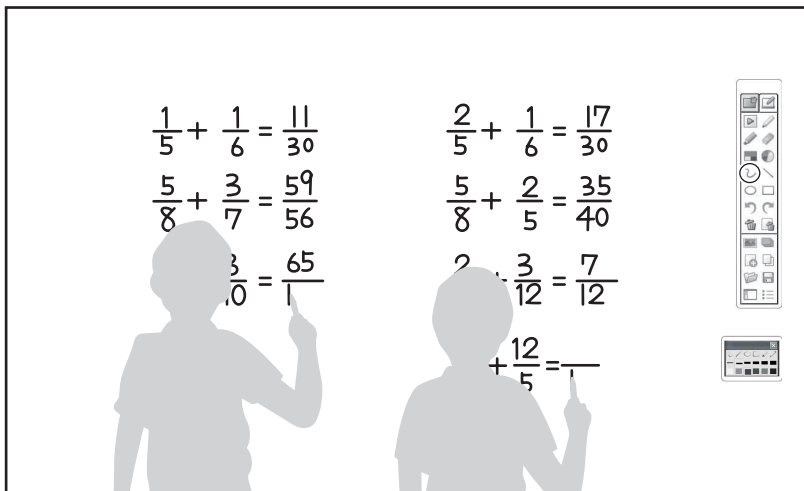 1/5 + 1/6 = 11/30
5/8 + 3/7 = 59/56
/10 = 65/1
2/5 + 1/6 = 17/30
5/8 + 2/5 = 35/40
2/ + 3/12 = 7/12
+ 12/5 =